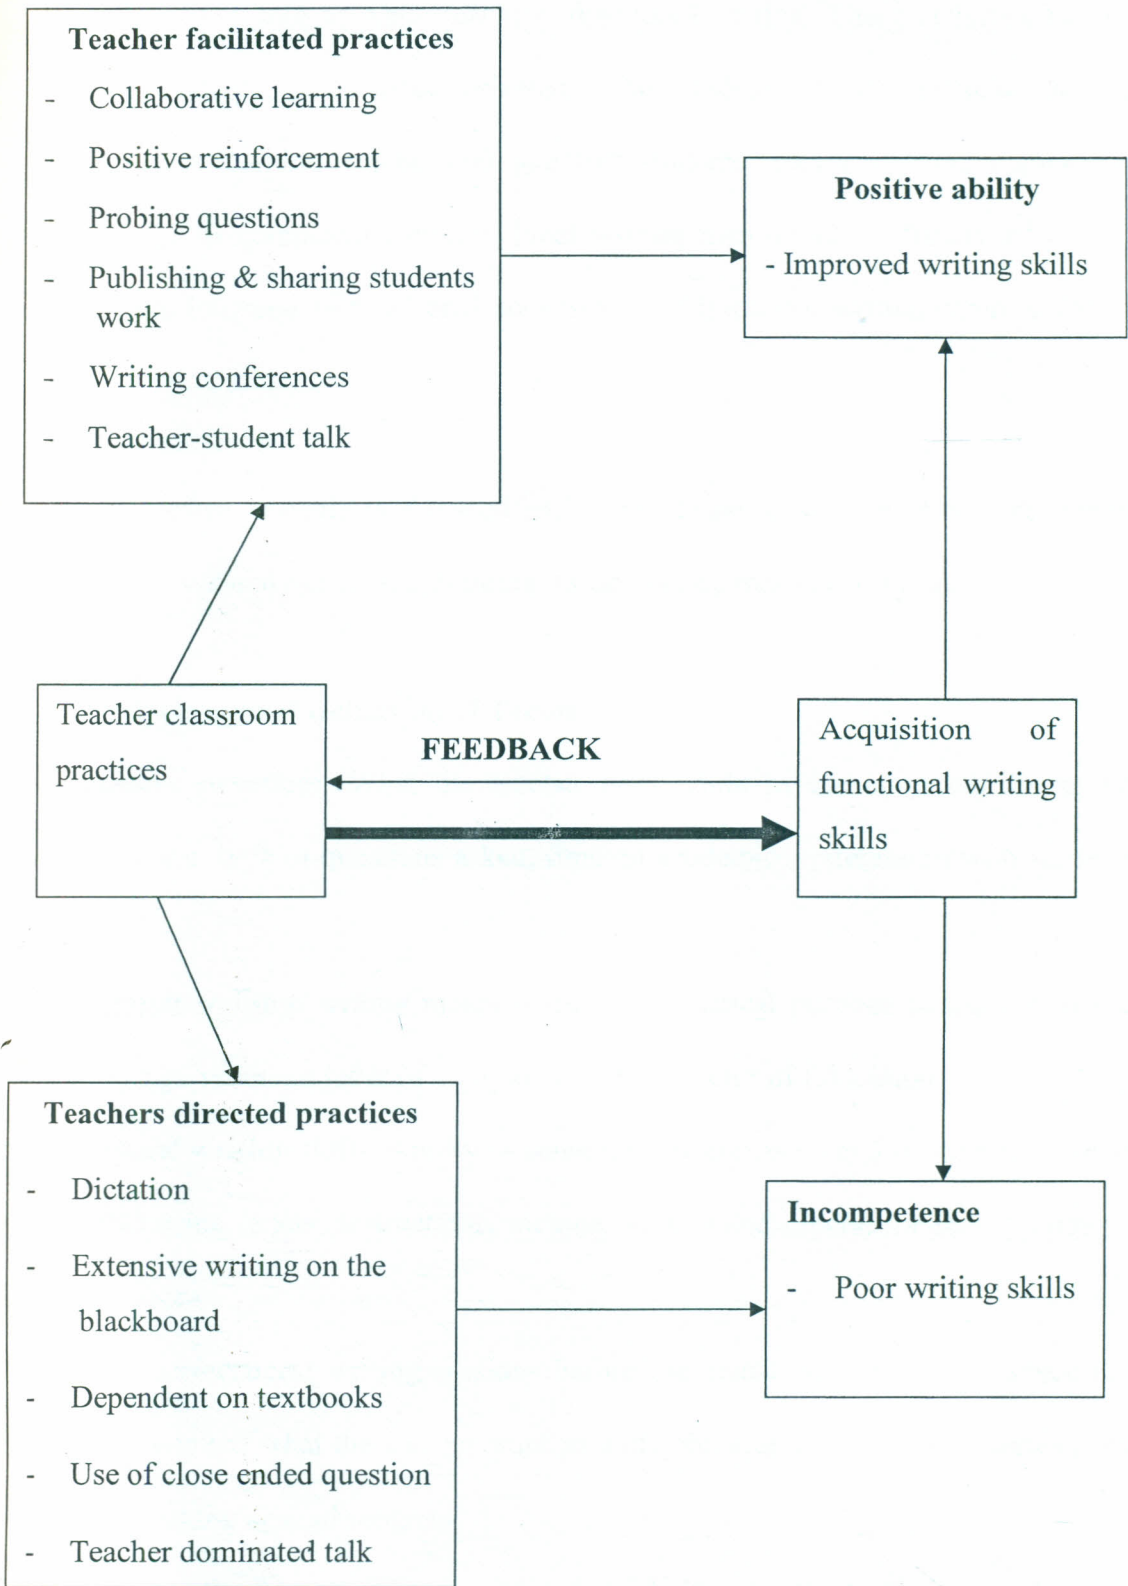 Teacher facilitated practices
- Collaborative learning
- Positive reinforcement
- Probing questions
- Publishing & sharing students
work
- Writing conferences
- Teacher-student talk
Positive ability
- Improved writing skills
Teacher classroom
practices
FEEDBACK
Acquisition of
functional writing
skills
Teachers directed practices
- Dictation
- Extensive writing on the
blackboard
- Dependent on textbooks
- Use of close ended question
- Teacher dominated talk
Incompetence
- Poor writing skills